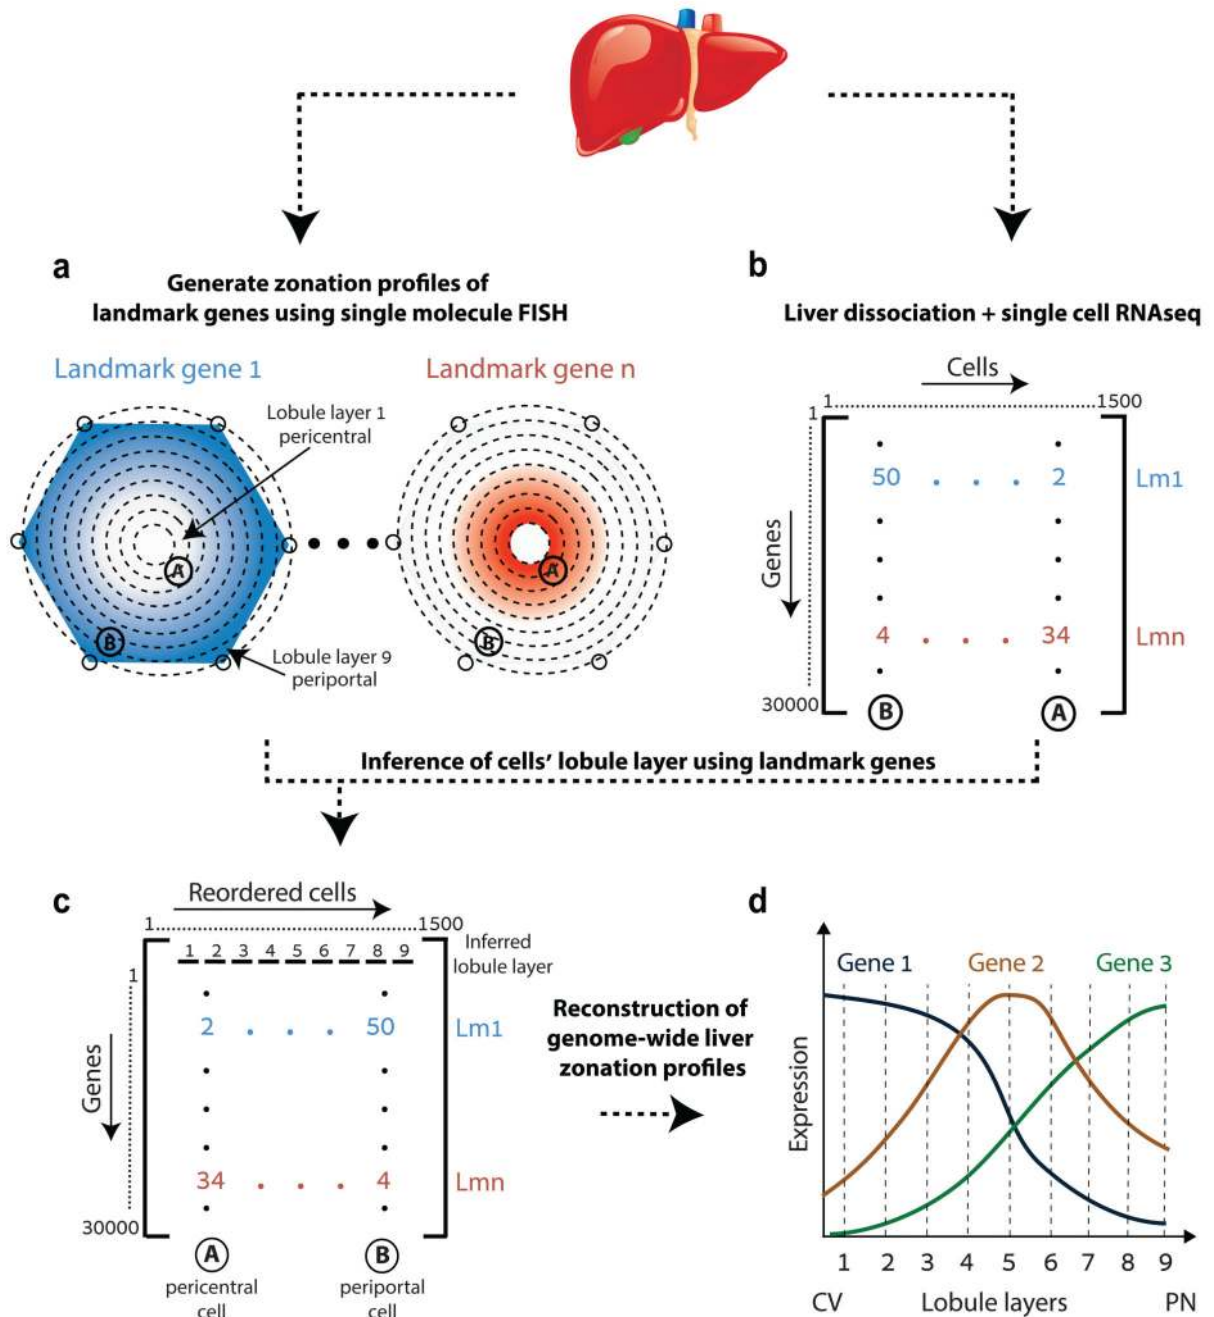 a
Generate zonation profiles of
landmark genes using single molecule FISH
Landmark gene 1
Landmark gene n
Lobule layer 1
pericentral
A
B
A
B
Lobule layer 9
periportal
b
Liver dissociation + single cell RNAseq
Cells
1 1500
1
50 . . . 2 Lm1
Genes
4 . . . 34 Lmn
30000
B A
Inference of cells' lobule layer using landmark genes
c
Reordered cells
1 1500
1 2 3 4 5 6 7 8 9
Inferred
lobule layer
1
2 . . . 50 Lm1
Genes
34 . . . 4 Lmn
30000
A B
pericentral
cell
periportal
cell
Reconstruction of
genome-wide liver
zonation profiles
d
Gene 1 Gene 2 Gene 3
Expression
1 2 3 4 5 6 7 8 9
CV Lobule layers PN